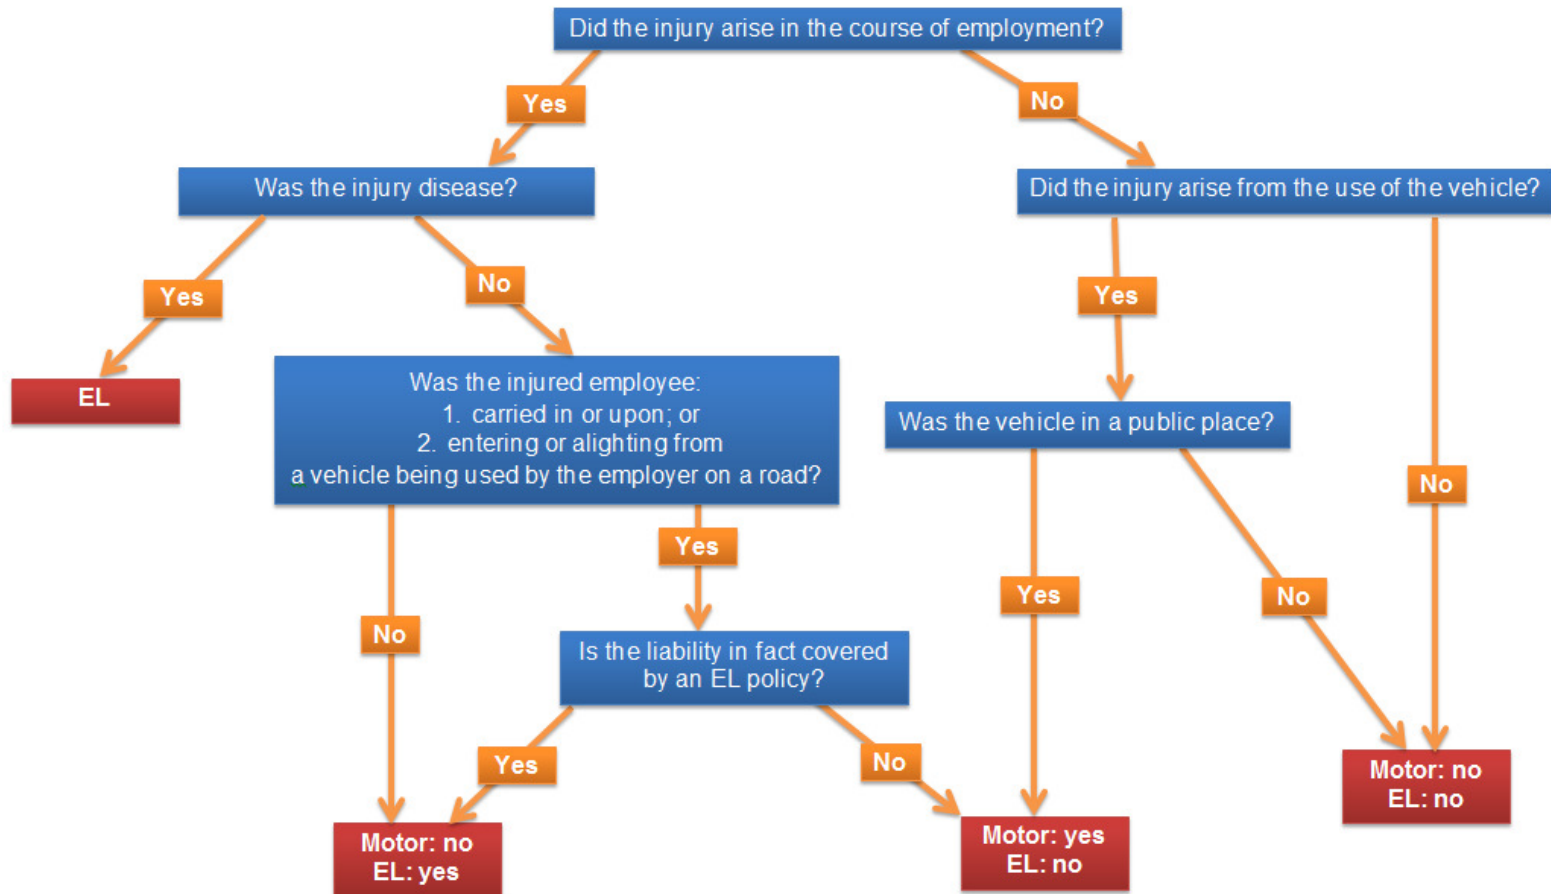 Did the injury arise in the course of employment?
Yes
No
Was the injury disease?
Did the injury arise from the use of the vehicle?
Yes
No
Yes
No
EL
Was the injured employee:
1. carried in or upon; or
2. entering or alighting from
a vehicle being used by the employer on a road?
Was the vehicle in a public place?
No
Yes
Yes
No
Is the liability in fact covered
by an EL policy?
Yes
No
Motor: no
EL: yes
Motor: yes
EL: no
Motor: no
EL: no